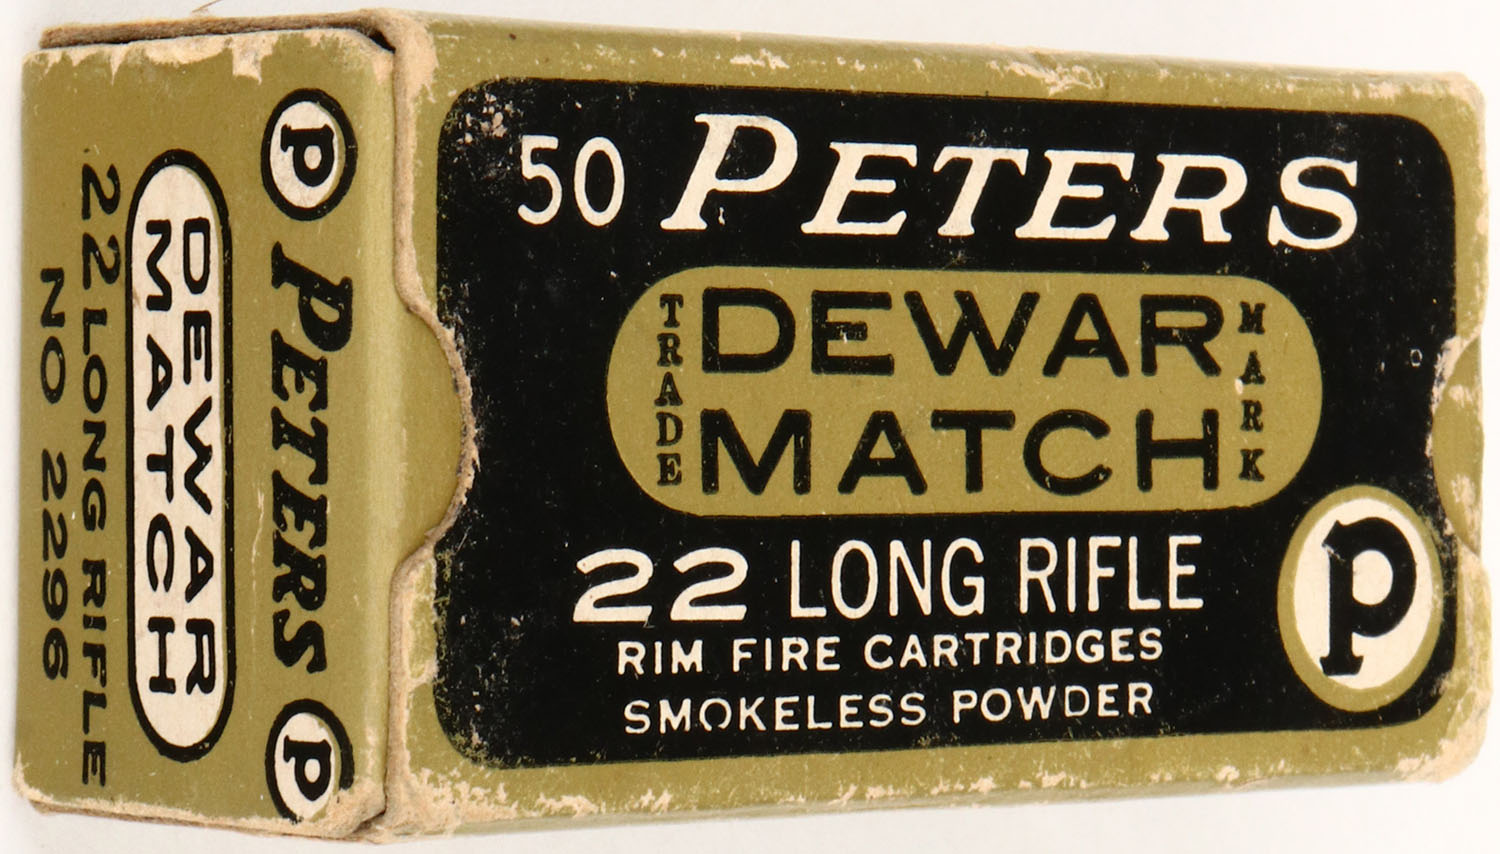 50 PETERS
TRADE DEWAR MARK
MATCH
22 LONG RIFLE
RIM FIRE CARTRIDGES
SMOKELESS POWDER
P
P PETERS P
DEWAR
MATCH
22 LONG RIFLE
NO 2296